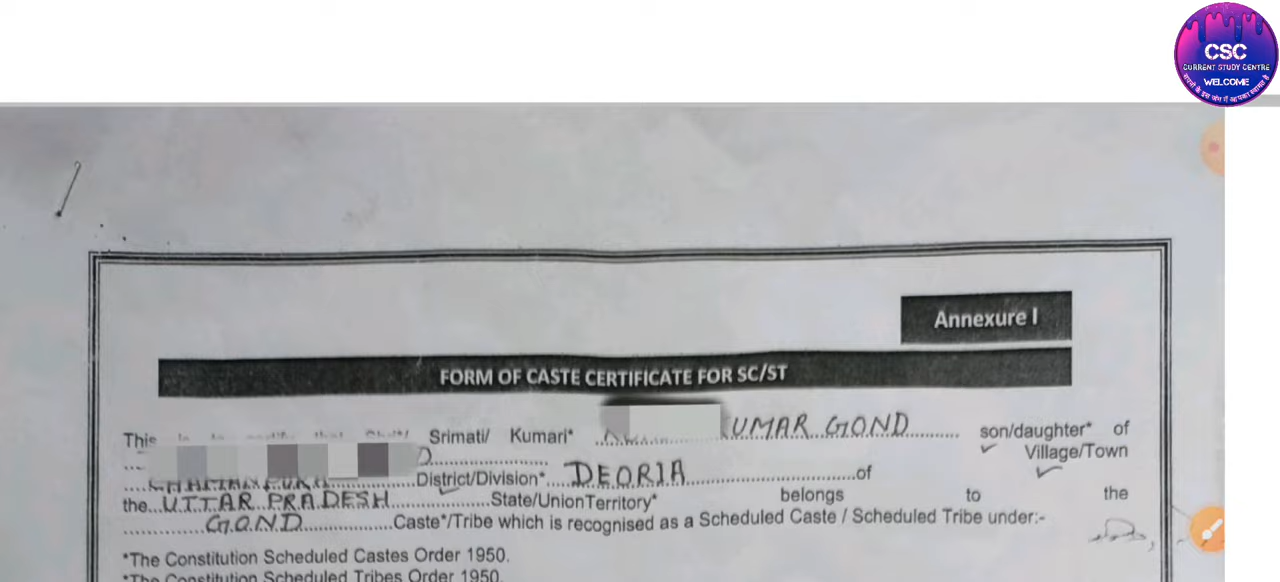 CSC
CURRENT STUDY CENTRE
WELCOME
Annexure I
FORM OF CASTE CERTIFICATE FOR SC/ST
This Srimati/ Kumari* UMAR GOND son/daughter* of
Village/Town
District/Division* DEORIA of
the UTTAR PRADESH State/UnionTerritory* belongs to the
GOND Caste*/Tribe which is recognised as a Scheduled Caste / Scheduled Tribe under:-
*The Constitution Scheduled Castes Order 1950.
*The Constitution Scheduled Tribes Order 1950.